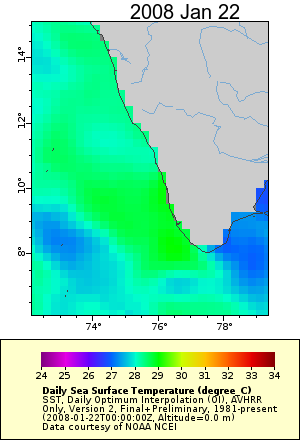 2008 Jan 22
14°
12°
10°
8°
74°
76°
78°
24 25 26 27 28 29 30 31 32 33 34
Daily Sea Surface Temperature (degree_C)
SST, Daily Optimum Interpolation (OI), AVHRR
Only, Version 2, Final+Preliminary, 1981-present
(2008-01-22T00:00:00Z, Altitude=0.0 m)
Data courtesy of NOAA NCEI